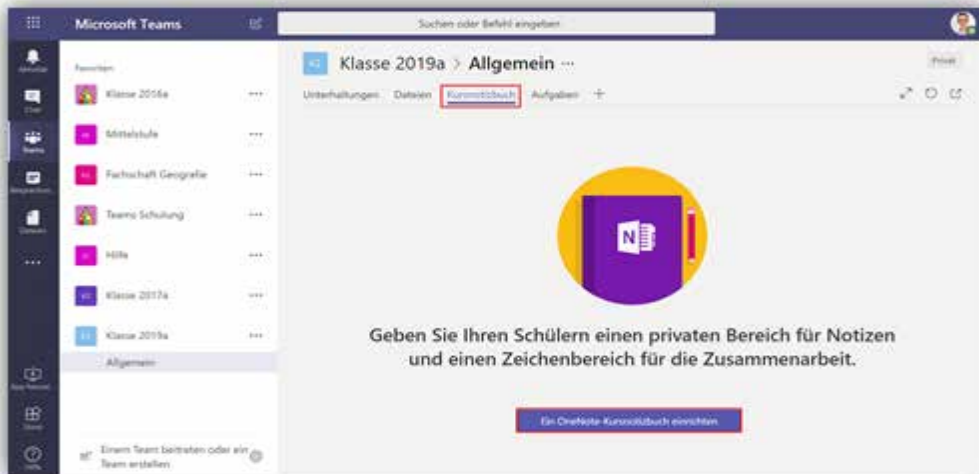 Microsoft Teams
Suchen oder Befehl eingeben
Aktivität
Chat
Teams
Dateien
Store
Hilfe
Favoriten
Klasse 2016a
Mittelstufe
Fachschaft Geografie
Teams Schulung
Hilfe
Klasse 2017a
Klasse 2019a
Allgemein
Einem Team beitreten oder ein
Team erstellen
K2 Klasse 2019a > Allgemein ...
Privat
Unterhaltungen Dateien Kursnotizbuch Aufgaben +
N
Geben Sie Ihren Schülern einen privaten Bereich für Notizen
und einen Zeichenbereich für die Zusammenarbeit.
Ein OneNote-Kursnotizbuch einrichten